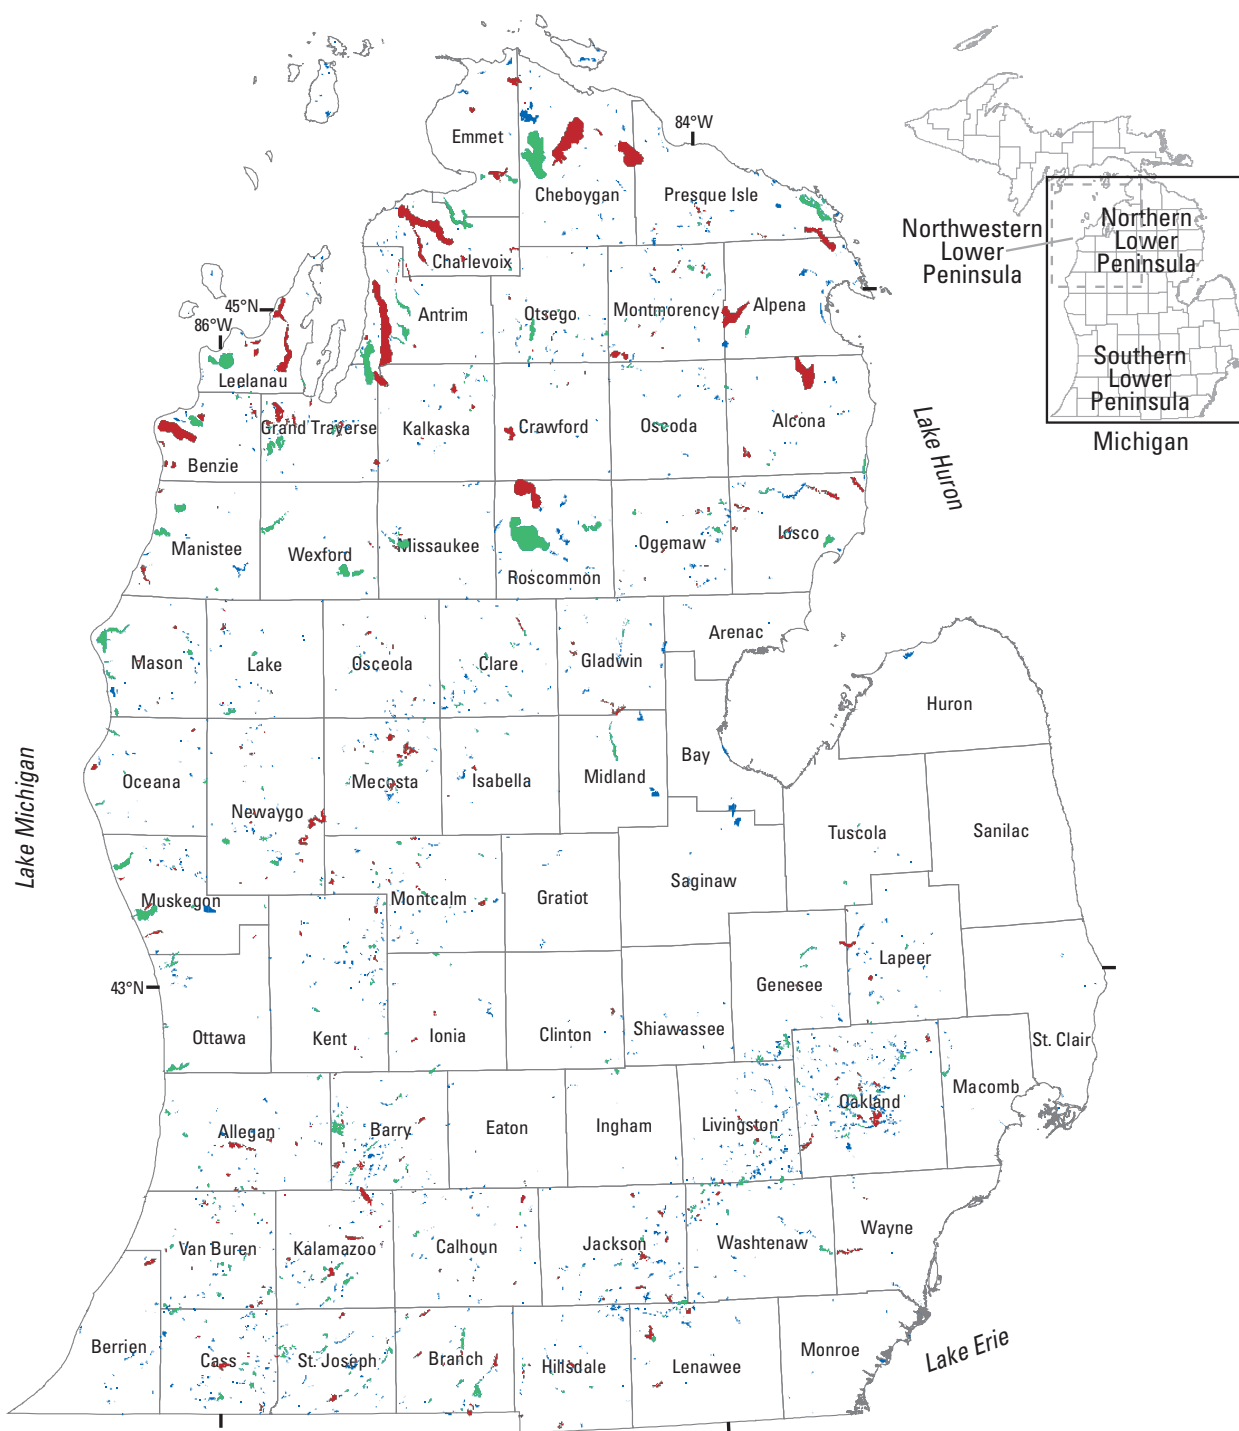 84°W
Emmet
Cheboygan
Presque Isle
Northwestern
Lower
Peninsula
Northern
Lower
Peninsula
Southern
Lower
Peninsula
Michigan
Charlevoix
45°N
86°W
Antrim
Otsego
Montmorency
Alpena
Leelanau
Grand Traverse
Kalkaska
Crawford
Oscoda
Alcona
Benzie
Lake Huron
Manistee
Wexford
Missaukee
Roscommon
Ogemaw
Iosco
Mason
Lake
Osceola
Clare
Gladwin
Arenac
Huron
Lake Michigan
Oceana
Newaygo
Mecosta
Isabella
Midland
Bay
Tuscola
Sanilac
Muskegon
Montcalm
Gratiot
Saginaw
43°N
Ottawa
Kent
Ionia
Clinton
Shiawassee
Genesee
Lapeer
St. Clair
Allegan
Barry
Eaton
Ingham
Livingston
Oakland
Macomb
Van Buren
Kalamazoo
Calhoun
Jackson
Washtenaw
Wayne
Berrien
Cass
St. Joseph
Branch
Hillsdale
Lenawee
Monroe
Lake Erie